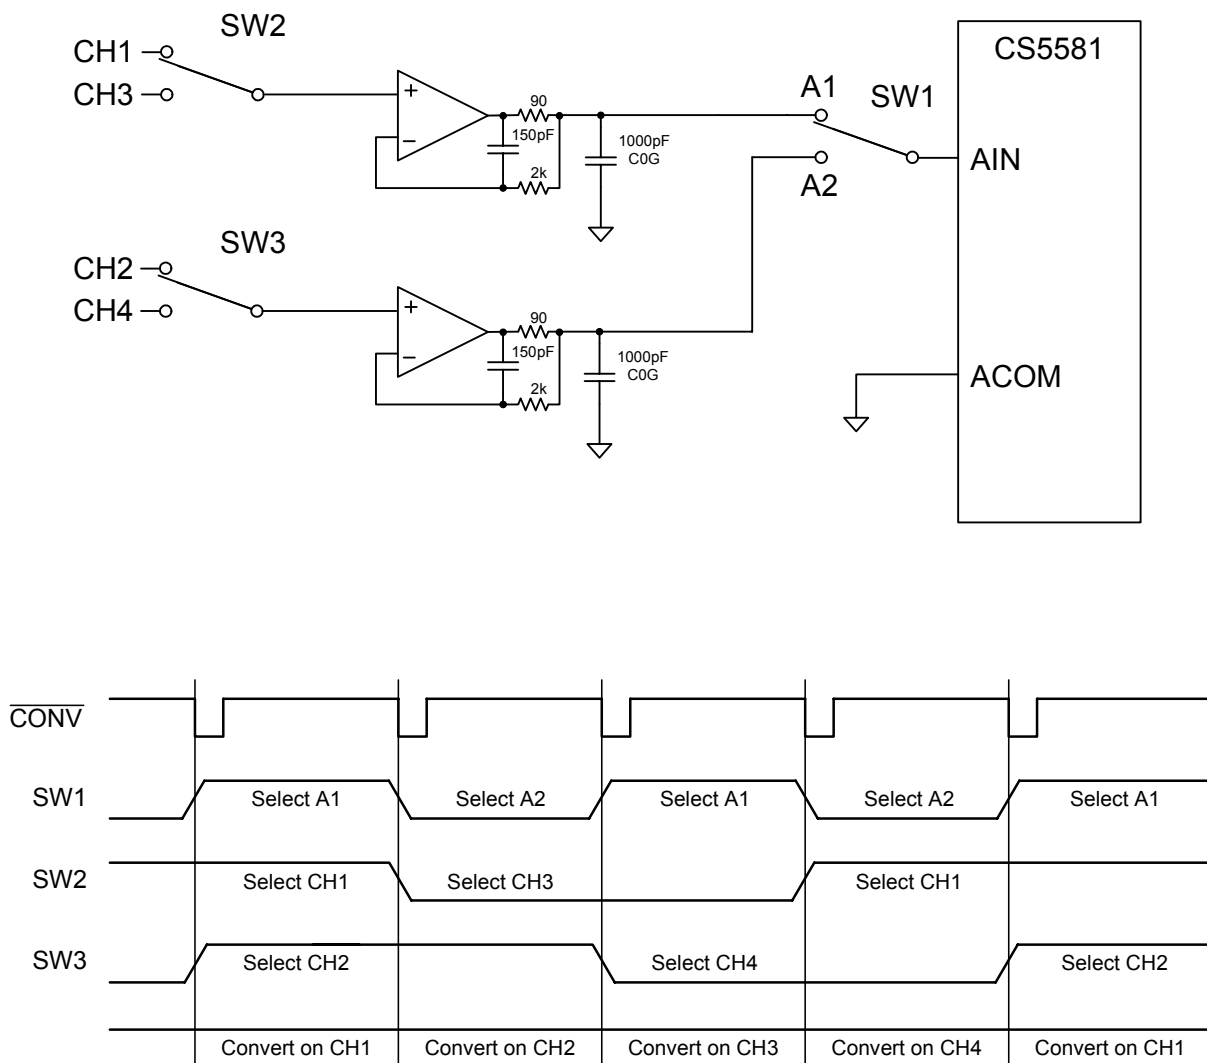 SW2
CH1
CH3
+
−
90
150pF
2k
1000pF
C0G
A1
A2
SW1
CS5581
AIN
ACOM
SW3
CH2
CH4
+
−
90
150pF
2k
1000pF
C0G
CONV
SW1 Select A1 Select A2 Select A1 Select A2 Select A1
SW2 Select CH1 Select CH3 Select CH1
SW3 Select CH2 Select CH4 Select CH2
Convert on CH1 Convert on CH2 Convert on CH3 Convert on CH4 Convert on CH1